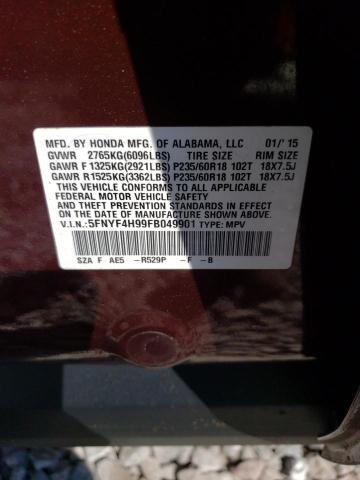 MFD. BY HONDA MFG. OF ALABAMA, LLC 01/'15
GVWR 2765KG(6096LBS) TIRE SIZE RIM SIZE
GAWR F 1325KG(2921LBS) P235/60R18 102T 18X7.5J
GAWR R 1525KG(3362LBS) P235/60R18 102T 18X7.5J
THIS VEHICLE CONFORMS TO ALL APPLICABLE
FEDERAL MOTOR VEHICLE SAFETY AND THEFT
PREVENTION STANDARDS IN EFFECT ON THE DATE
OF MANUFACTURE SHOWN ABOVE.
V.I.N.: 5FNYF4H99FB049901 TYPE: MPV
SZA F AE5 -R529P -F -B